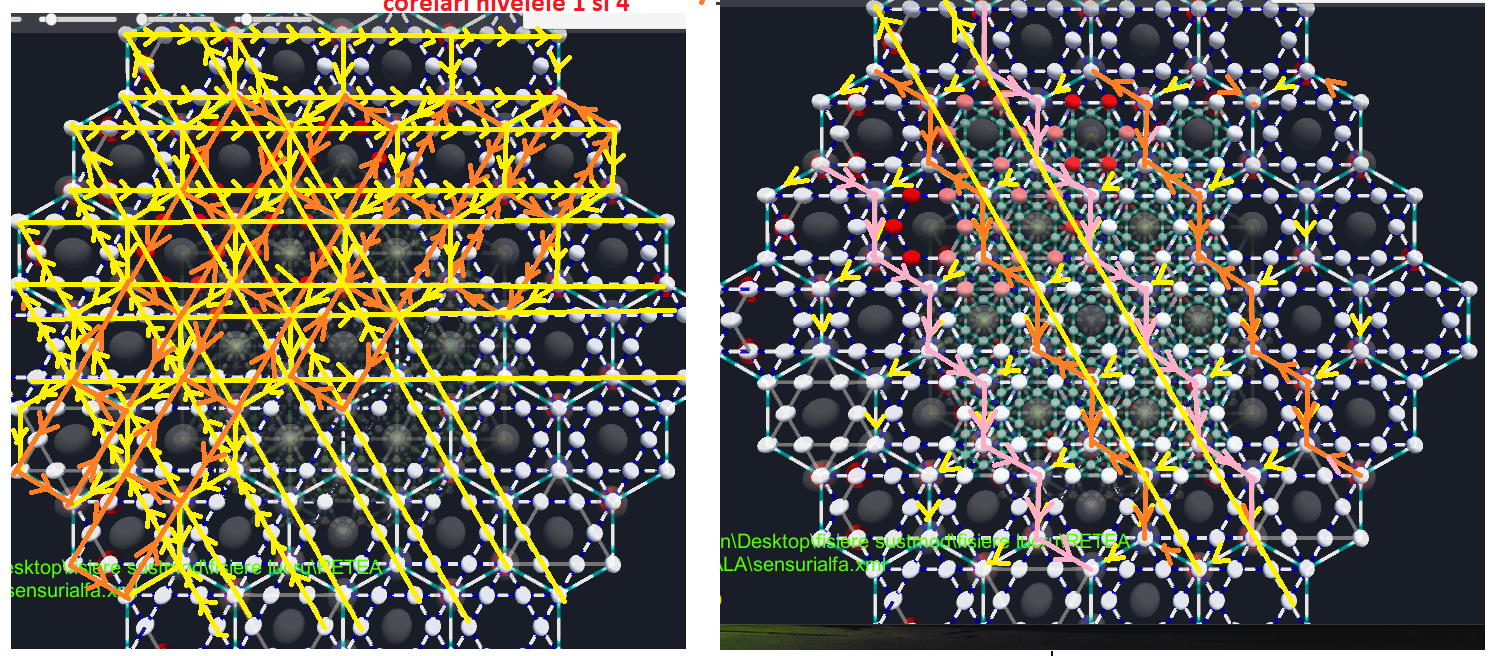 corelari nivelele 1 si 4
esktop\fisiere sustmod\fisiere lucru\RETEA
sensurialfa.xml
n\Desktop\fisiere sustmod\fisiere lucru\RETEA
LA\sensurialfa.xml